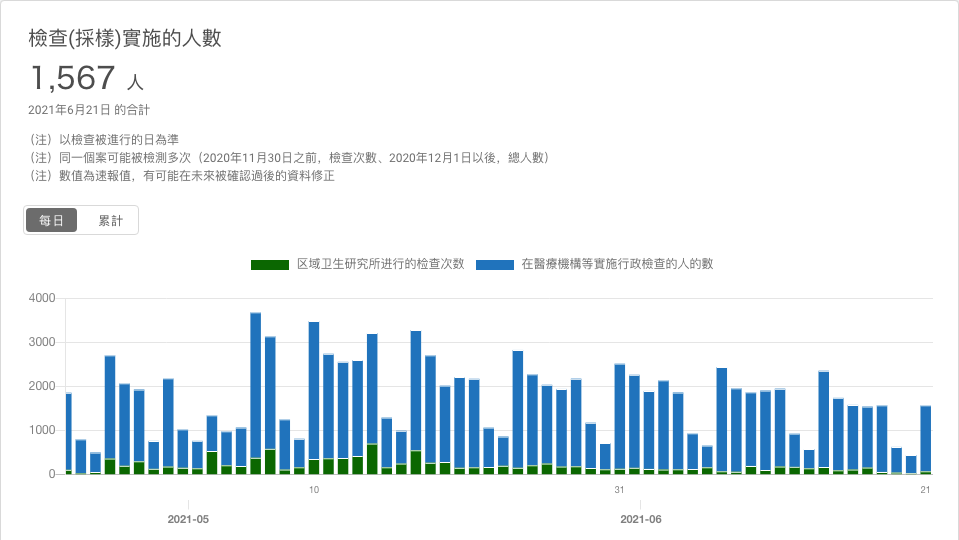 檢查(採樣)實施的人數
1,567 人
2021年6月21日 的合計
（注）以檢查被進行的日為準
（注）同一個案可能被檢測多次（2020年11月30日之前，檢查次數、2020年12月1日以後，總人數）
（注）數值為速報值，有可能在未來被確認過後的資料修正
每日 累計
区域卫生研究所进行的检查次数 在醫療機構等實施行政檢查的人的數
4000
3000
2000
1000
0
10 31 21
2021-05 2021-06